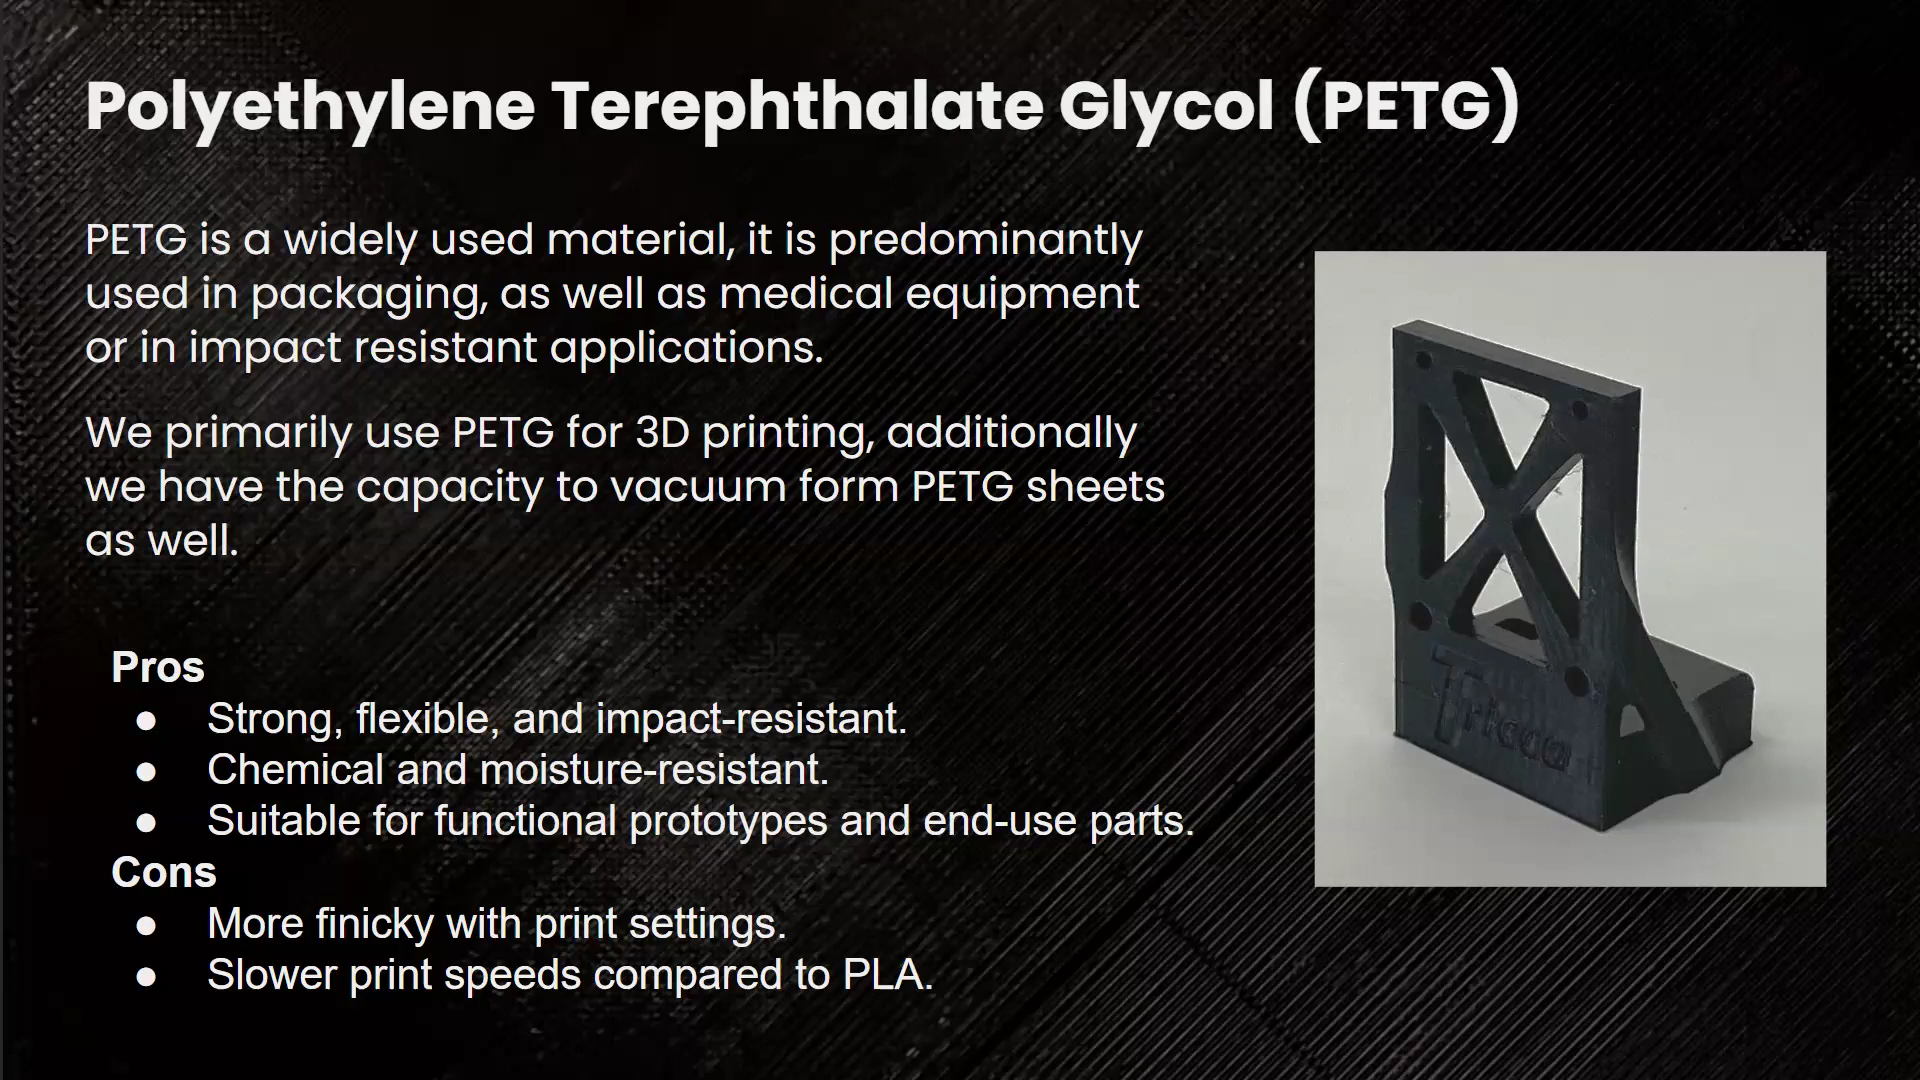 Polyethylene Terephthalate Glycol (PETG)
PETG is a widely used material, it is predominantly
used in packaging, as well as medical equipment
or in impact resistant applications.
We primarily use PETG for 3D printing, additionally
we have the capacity to vacuum form PETG sheets
as well.
Pros
● Strong, flexible, and impact-resistant.
● Chemical and moisture-resistant.
● Suitable for functional prototypes and end-use parts.
Cons
● More finicky with print settings.
● Slower print speeds compared to PLA.